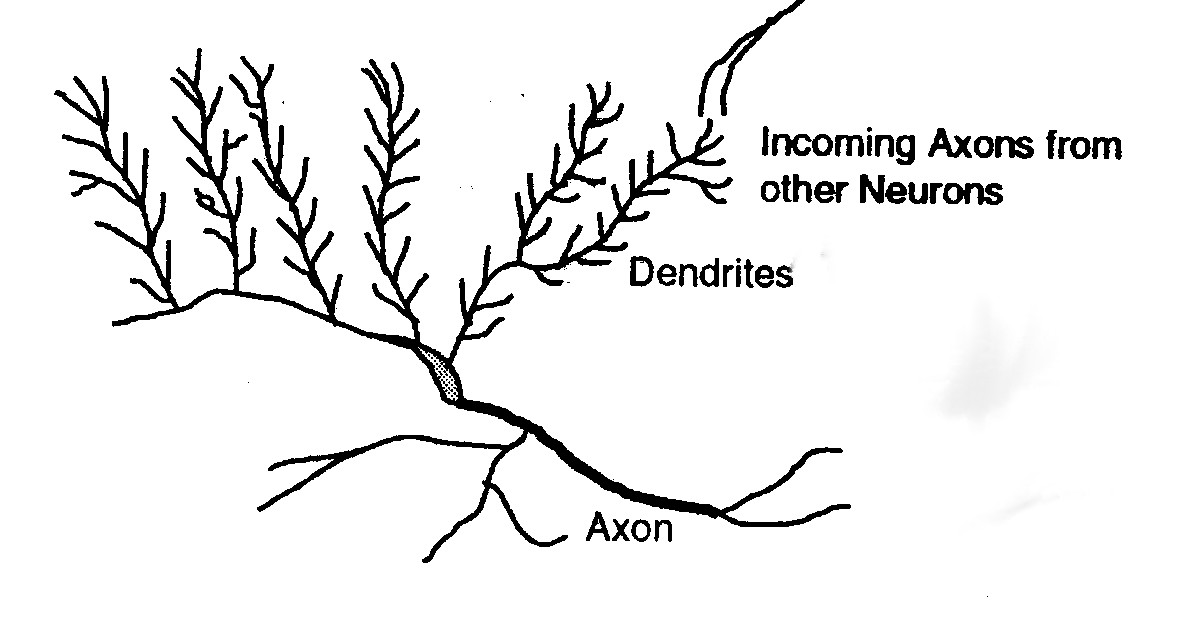 Incoming Axons from
other Neurons
Dendrites
Axon